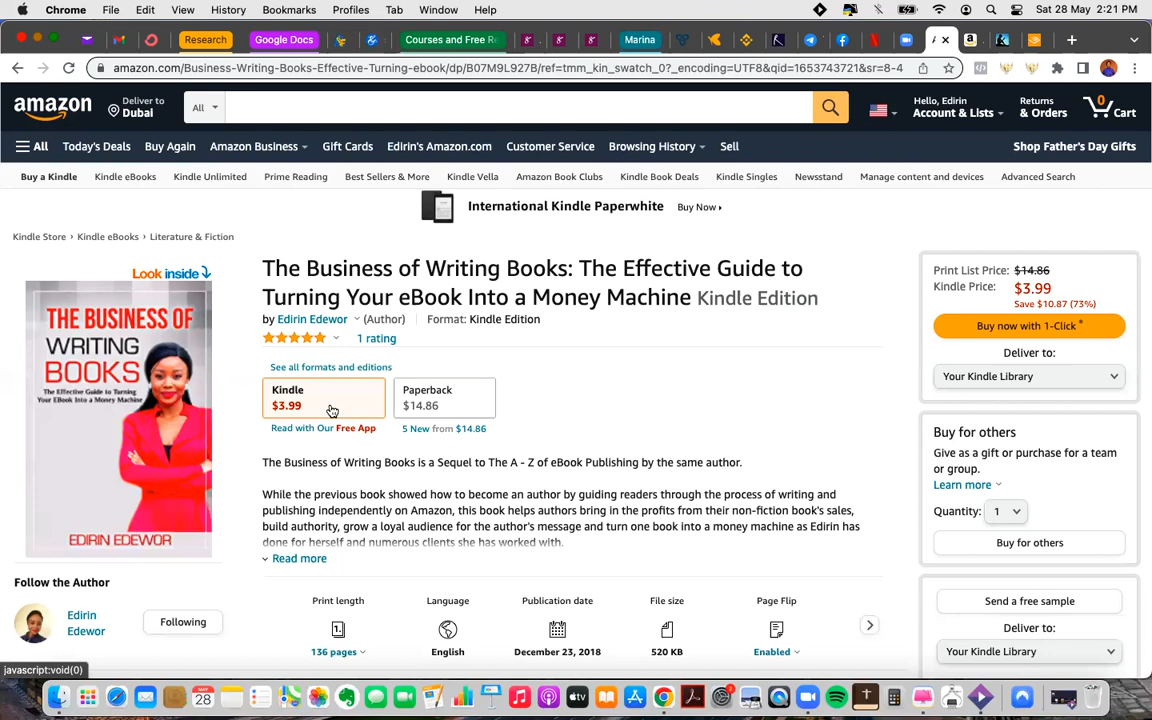 Chrome File Edit View History Bookmarks Profiles Tab Window Help Sat 28 May 2:21 PM
Research Google Docs Courses and Free Re Marina
amazon.com/Business-Writing-Books-Effective-Turning-ebook/dp/B07M9L927B/ref=tmm_kin_swatch_0?_encoding=UTF8&qid=1653743721&sr=8-4
amazon
Deliver to
Dubai
All
Hello, Edirin
Account & Lists
Returns
& Orders
0
Cart
All Today's Deals Buy Again Amazon Business Gift Cards Edirin's Amazon.com Customer Service Browsing History Sell Shop Father's Day Gifts
Buy a Kindle Kindle eBooks Kindle Unlimited Prime Reading Best Sellers & More Kindle Vella Amazon Book Clubs Kindle Book Deals Kindle Singles Newsstand Manage content and devices Advanced Search
International Kindle Paperwhite Buy Now ›
Kindle Store › Kindle eBooks › Literature & Fiction
Look inside
THE BUSINESS OF
WRITING
BOOKS
The Effective Guide to Turning
Your EBook Into a Money Machine
EDIRIN EDEWOR
Follow the Author
Edirin
Edewor
Following
The Business of Writing Books: The Effective Guide to
Turning Your eBook Into a Money Machine Kindle Edition
by Edirin Edewor (Author) Format: Kindle Edition
1 rating
See all formats and editions
Kindle
$3.99
Paperback
$14.86
Read with Our Free App
5 New from $14.86
The Business of Writing Books is a Sequel to The A - Z of eBook Publishing by the same author.
While the previous book showed how to become an author by guiding readers through the process of writing and
publishing independently on Amazon, this book helps authors bring in the profits from their non-fiction book's sales,
build authority, grow a loyal audience for the author's message and turn one book into a money machine as Edirin has
done for herself and numerous clients she has worked with.
Read more
Print length
136 pages
Language
English
Publication date
December 23, 2018
File size
520 KB
Page Flip
Enabled
Print List Price: $14.86
Kindle Price: $3.99
Save $10.87 (73%)
Buy now with 1-Click *
Deliver to:
Your Kindle Library
Buy for others
Give as a gift or purchase for a team
or group.
Learn more
Quantity: 1
Buy for others
Send a free sample
Deliver to:
Your Kindle Library
javascript:void(0)
MAY
28
tv